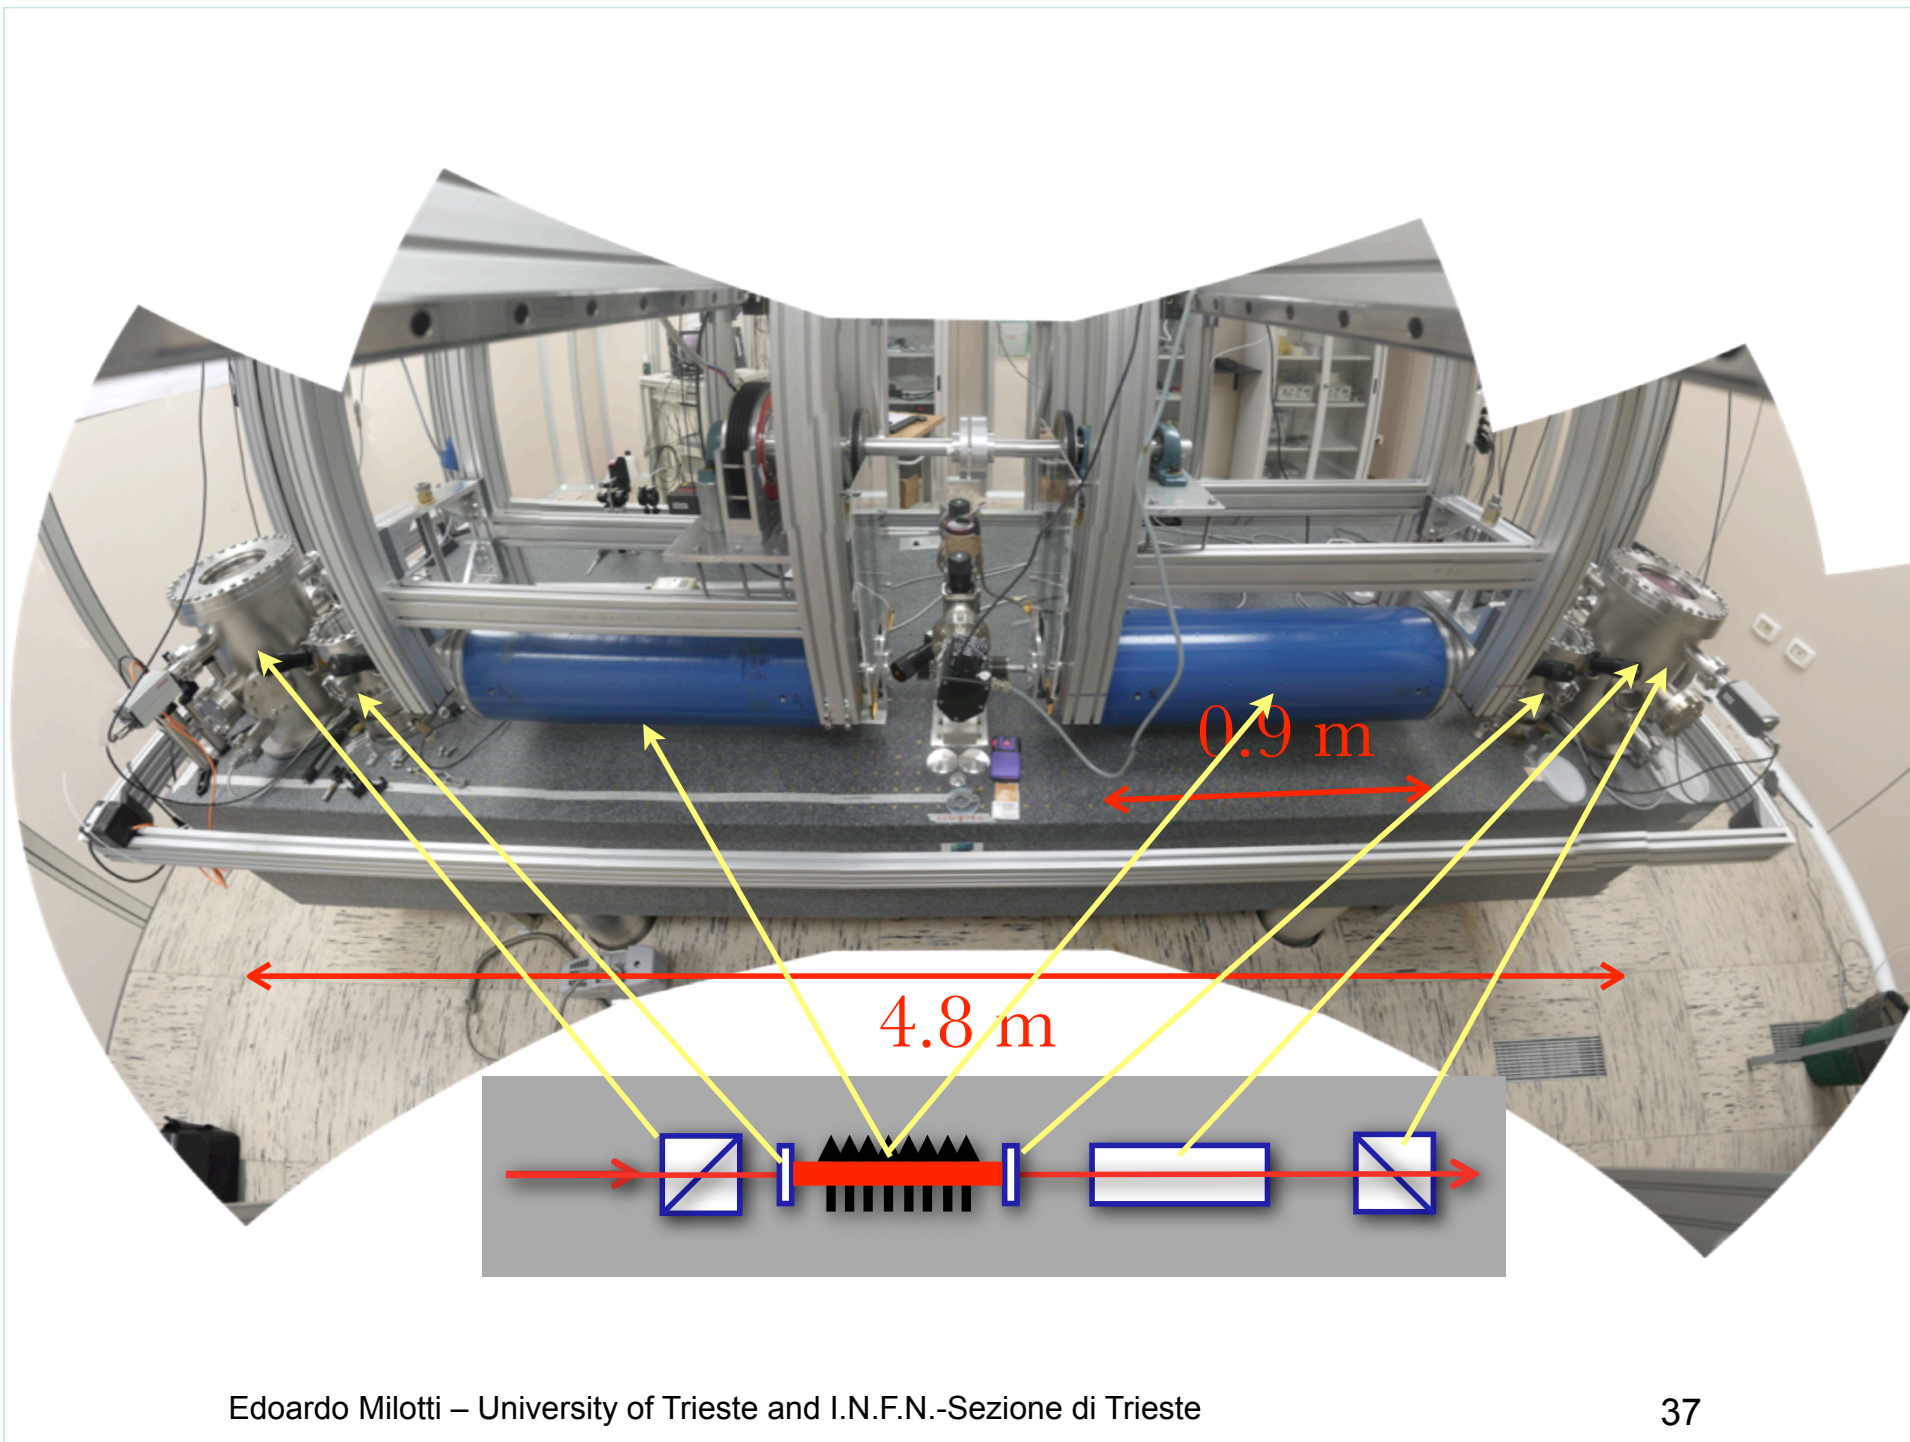 0.9 m
4.8 m
Edoardo Milotti – University of Trieste and I.N.F.N.-Sezione di Trieste
37